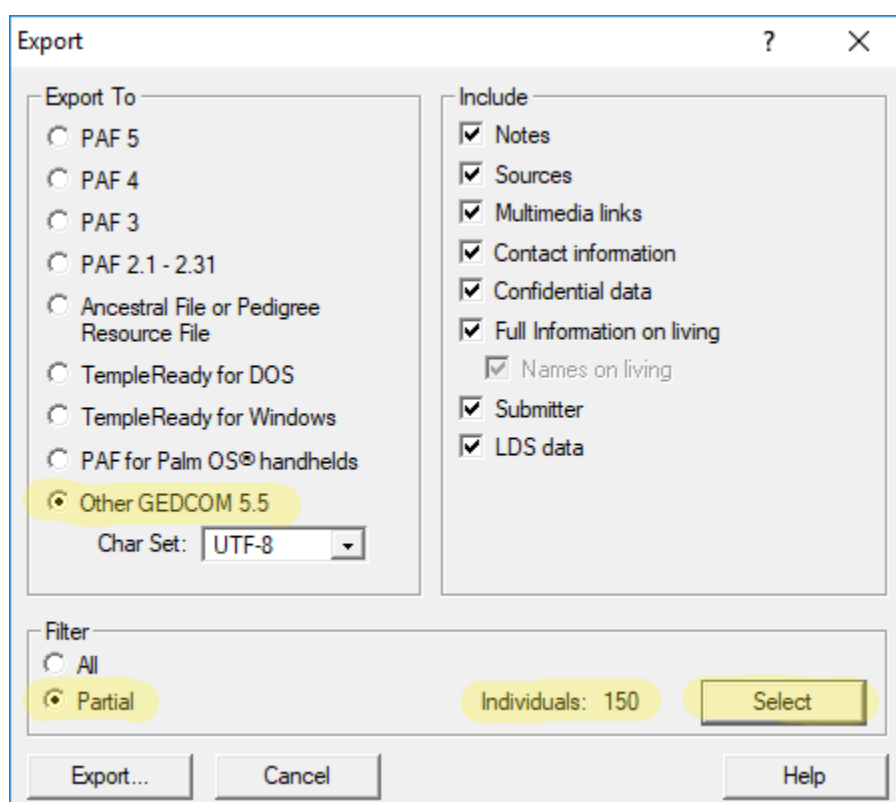 Export
?
Export To
PAF 5
PAF 4
PAF 3
PAF 2.1 - 2.31
Ancestral File or Pedigree
Resource File
TempleReady for DOS
TempleReady for Windows
PAF for Palm OS® handhelds
Other GEDCOM 5.5
Char Set: UTF-8
Include
Notes
Sources
Multimedia links
Contact information
Confidential data
Full Information on living
Names on living
Submitter
LDS data
Filter
All
Partial
Individuals: 150
Select
Export...
Cancel
Help